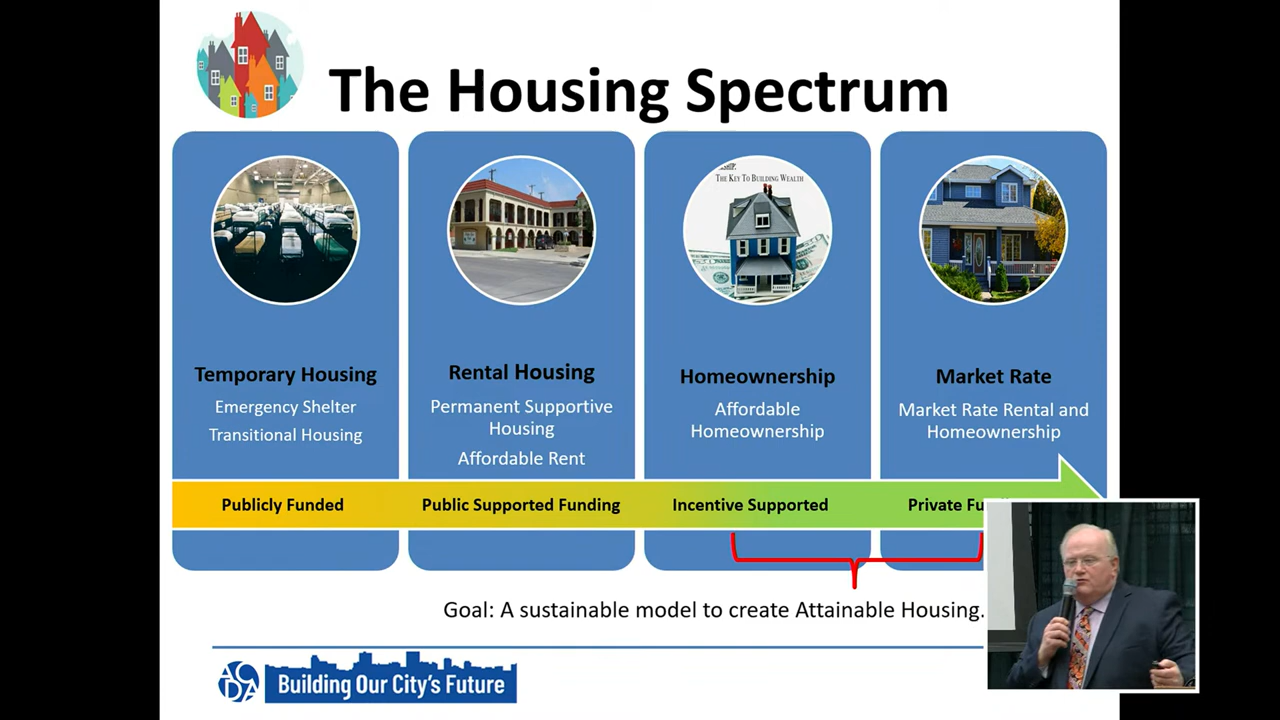 The Housing Spectrum
THE KEY TO BUILDING WEALTH
Temporary Housing
Emergency Shelter
Transitional Housing
Rental Housing
Permanent Supportive
Housing
Affordable Rent
Homeownership
Affordable
Homeownership
Market Rate
Market Rate Rental and
Homeownership
Publicly Funded
Public Supported Funding
Incentive Supported
Private
Goal: A sustainable model to create Attainable Housing.
ACDA
Building Our City's Future